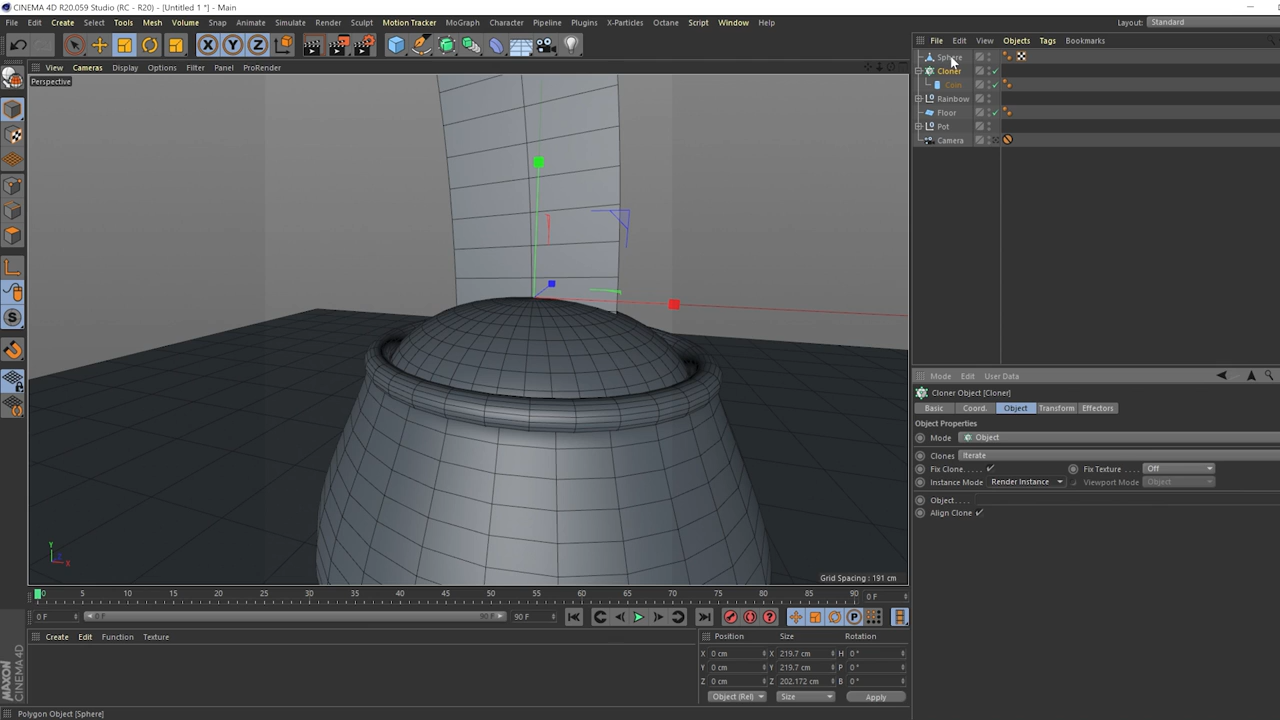 CINEMA 4D R20.059 Studio (RC - R20) - [Untitled 1 *] - Main
File Edit Create Select Tools Mesh Volume Snap Animate Simulate Render Sculpt Motion Tracker MoGraph Character Pipeline Plugins X-Particles Octane Script Window Help
Layout: Standard
X Y Z
File Edit View Objects Tags Bookmarks
View Cameras Display Options Filter Panel ProRender
Perspective
Sphere
Cloner
Coin
Rainbow
Floor
Pot
Camera
Mode Edit User Data
Cloner Object [Cloner]
Basic Coord. Object Transform Effectors
Object Properties
Mode Object
Clones Iterate
Fix Clone..... Fix Texture .... Off
Instance Mode Render Instance Viewport Mode Object
Object....
Align Clone
Y
X
Grid Spacing : 191 cm
0 5 10 15 20 25 30 35 40 45 50 55 60 65 70 75 80 85 90 0 F
0 F 0 F 90 F 90 F
Create Edit Function Texture
Position Size Rotation
X 0 cm X 219.7 cm H 0 °
Y 0 cm Y 219.7 cm P 0 °
Z 0 cm Z 202.172 cm B 0 °
Object (Rel) Size Apply
MAXON CINEMA 4D
Polygon Object [Sphere]